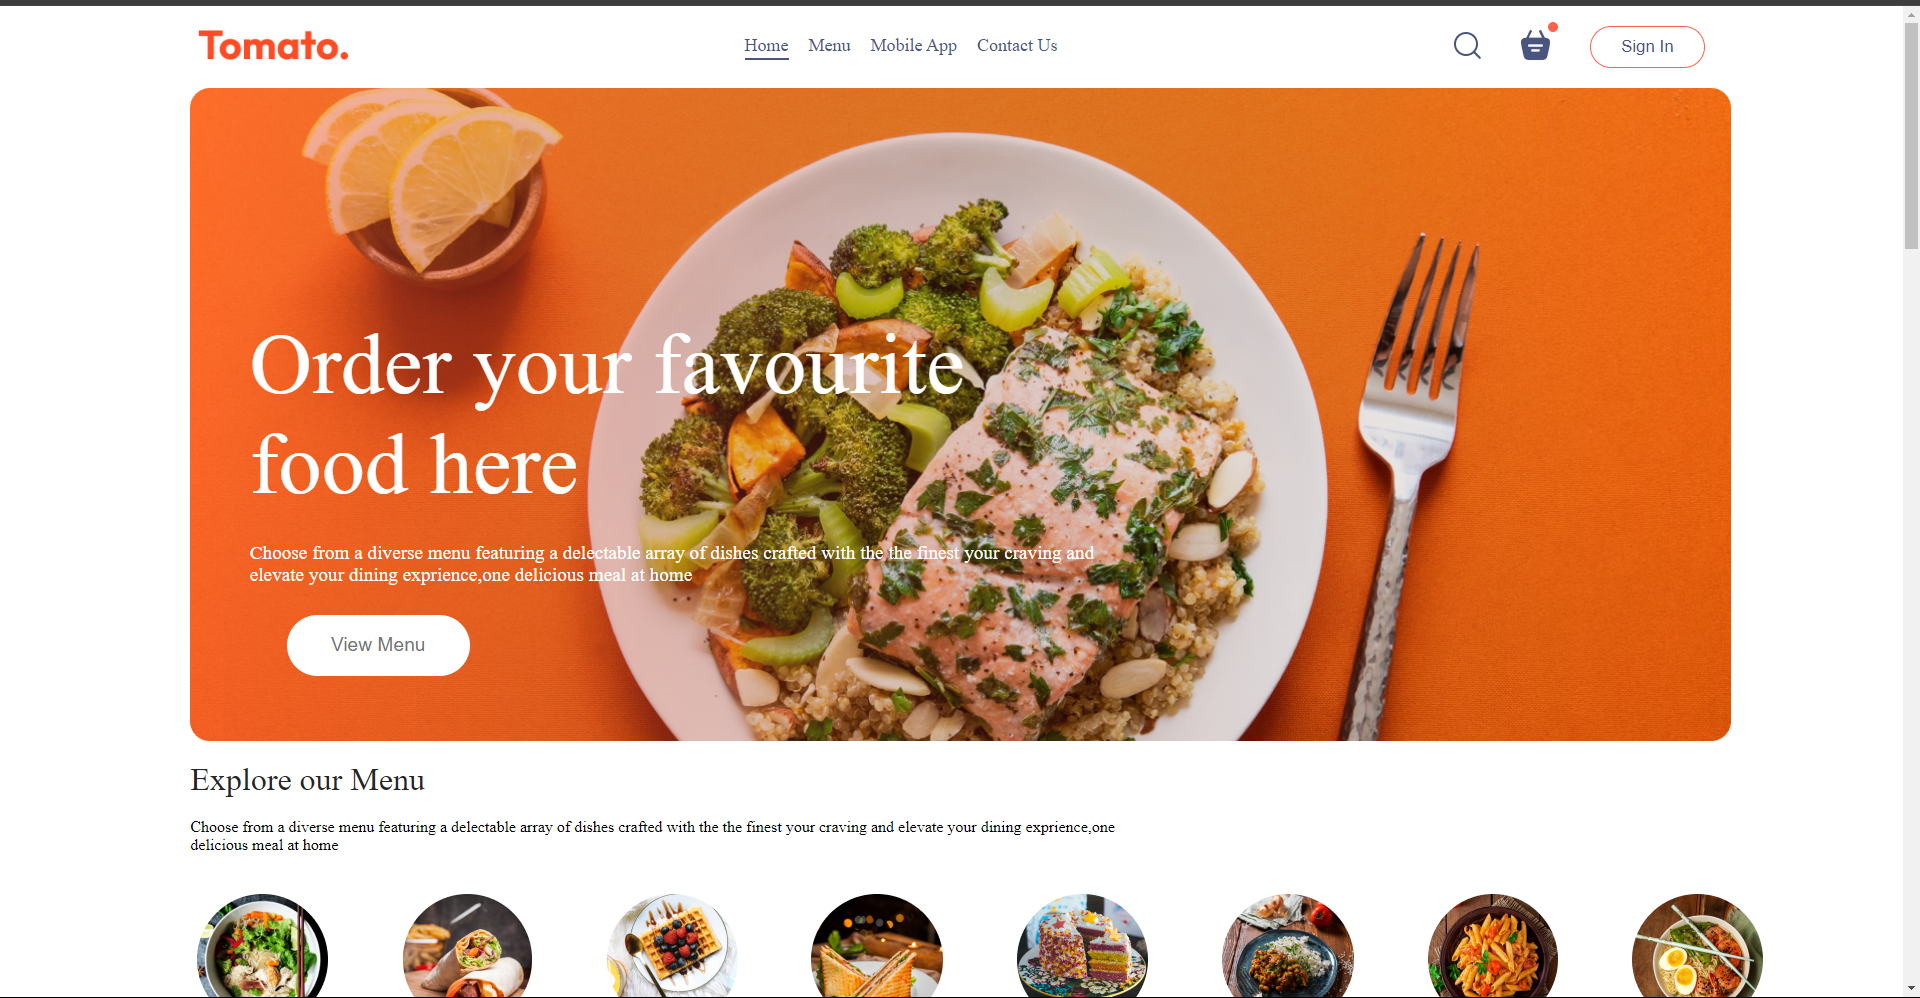 Tomato.
Home Menu Mobile App Contact Us
Sign In
Order your favourite
food here
Choose from a diverse menu featuring a delectable array of dishes crafted with the the finest your craving and
elevate your dining exprience,one delicious meal at home
View Menu
Explore our Menu
Choose from a diverse menu featuring a delectable array of dishes crafted with the the finest your craving and elevate your dining exprience,one
delicious meal at home